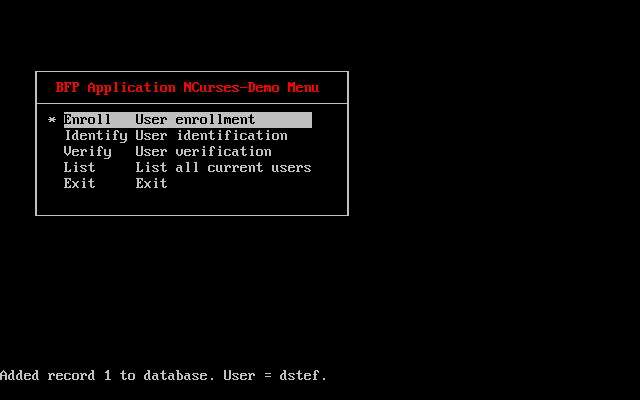 BFP Application NCurses-Demo Menu
* Enroll User enrollment
Identify User identification
Verify User verification
List List all current users
Exit Exit
Added record 1 to database. User = dstef.